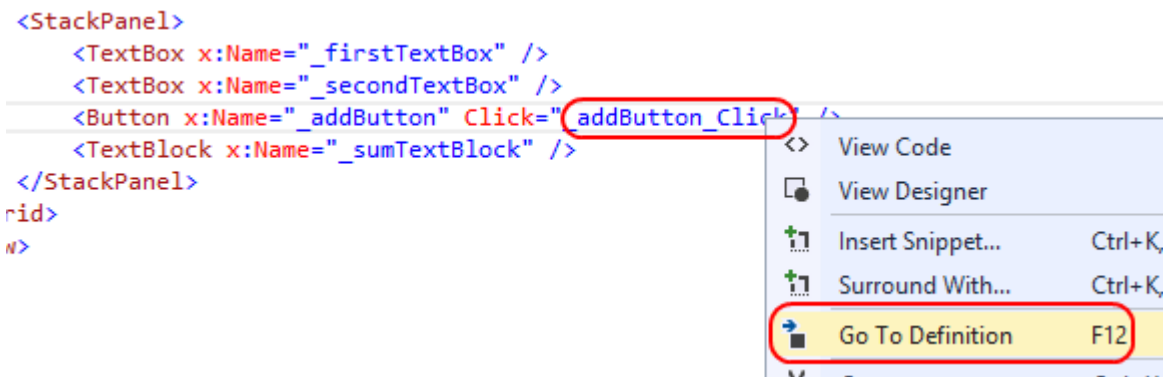 <StackPanel>
<TextBox x:Name="_firstTextBox" />
<TextBox x:Name="_secondTextBox" />
<Button x:Name="_addButton" Click="_addButton_Click" />
<TextBlock x:Name="_sumTextBlock" />
</StackPanel>
rid>
w>
View Code
View Designer
Insert Snippet... Ctrl+K,
Surround With... Ctrl+K,
Go To Definition F12